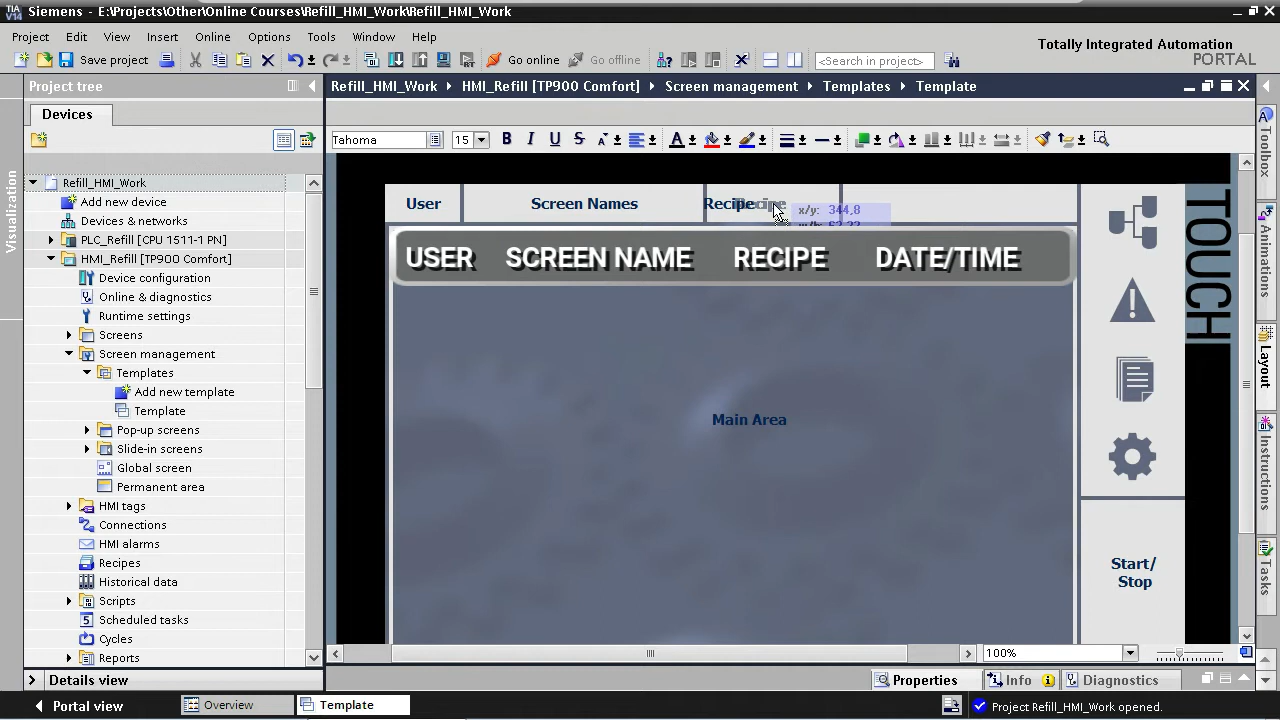 TIA
V14
Siemens - E:\Projects\Other\Online Courses\Refill_HMI_Work\Refill_HMI_Work
Project Edit View Insert Online Options Tools Window Help
Totally Integrated Automation
PORTAL
Save project
Go online
Go offline
<Search in project>
Project tree
Devices
Visualization
Refill_HMI_Work
Add new device
Devices & networks
PLC_Refill [CPU 1511-1 PN]
HMI_Refill [TP900 Comfort]
Device configuration
Online & diagnostics
Runtime settings
Screens
Screen management
Templates
Add new template
Template
Pop-up screens
Slide-in screens
Global screen
Permanent area
HMI tags
Connections
HMI alarms
Recipes
Historical data
Scripts
Scheduled tasks
Cycles
Reports
Details view
Refill_HMI_Work HMI_Refill [TP900 Comfort] Screen management Templates Template
Tahoma
15
B I U S A
User
Screen Names
Recipe
Recipe
x/y: 344,8
w/h: 62,22
USER SCREEN NAME RECIPE DATE/TIME
Main Area
Start/
Stop
TOUCH
100%
Properties
Info
Diagnostics
Toolbox
Animations
Layout
Instructions
Tasks
Portal view
Overview
Template
Project Refill_HMI_Work opened.